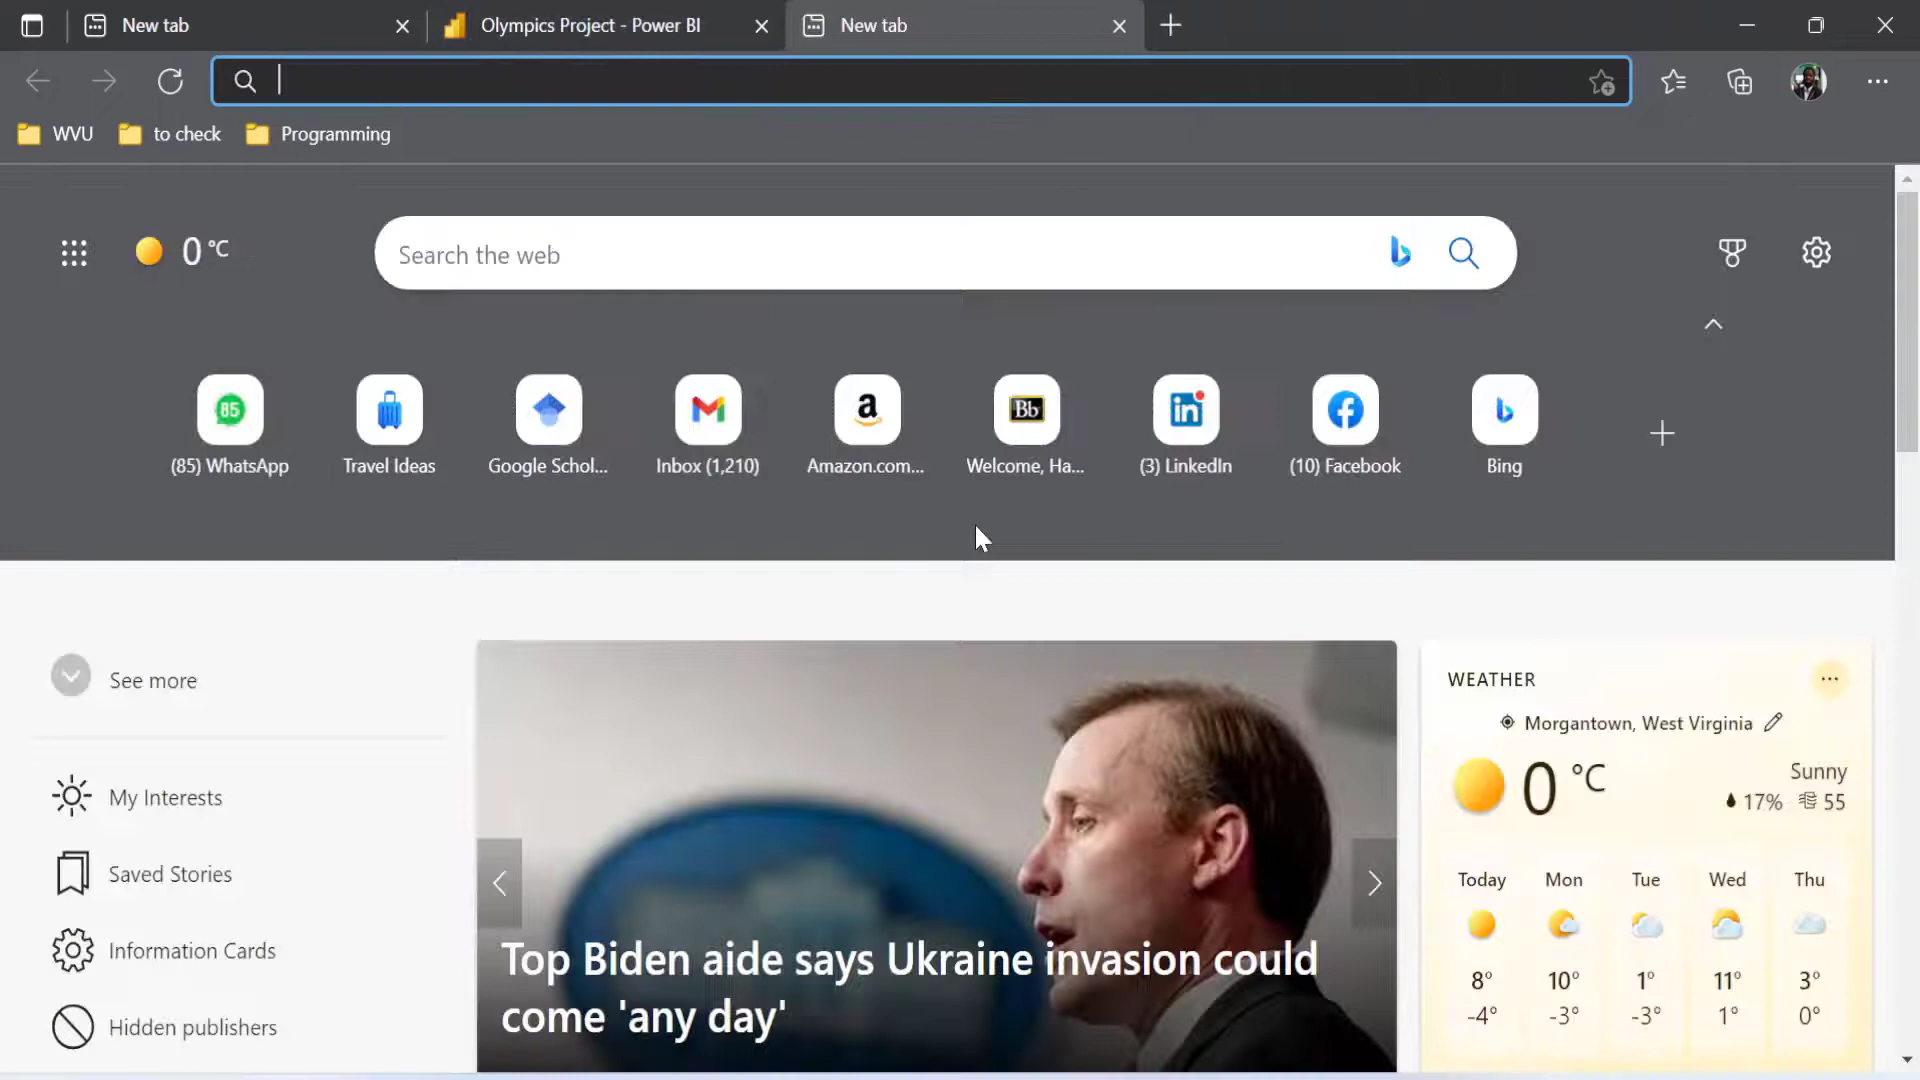 New tab
Olympics Project - Power BI
New tab
WVU
to check
Programming
0 °C
Search the web
85
Bb
(85) WhatsApp
Travel Ideas
Google Schol...
Inbox (1,210)
Amazon.com...
Welcome, Ha...
(3) LinkedIn
(10) Facebook
Bing
See more
My Interests
Saved Stories
Information Cards
Hidden publishers
Top Biden aide says Ukraine invasion could
come 'any day'
WEATHER
Morgantown, West Virginia
0 °C
Sunny
17% 55
Today Mon Tue Wed Thu
8° 10° 1° 11° 3°
-4° -3° -3° 1° 0°